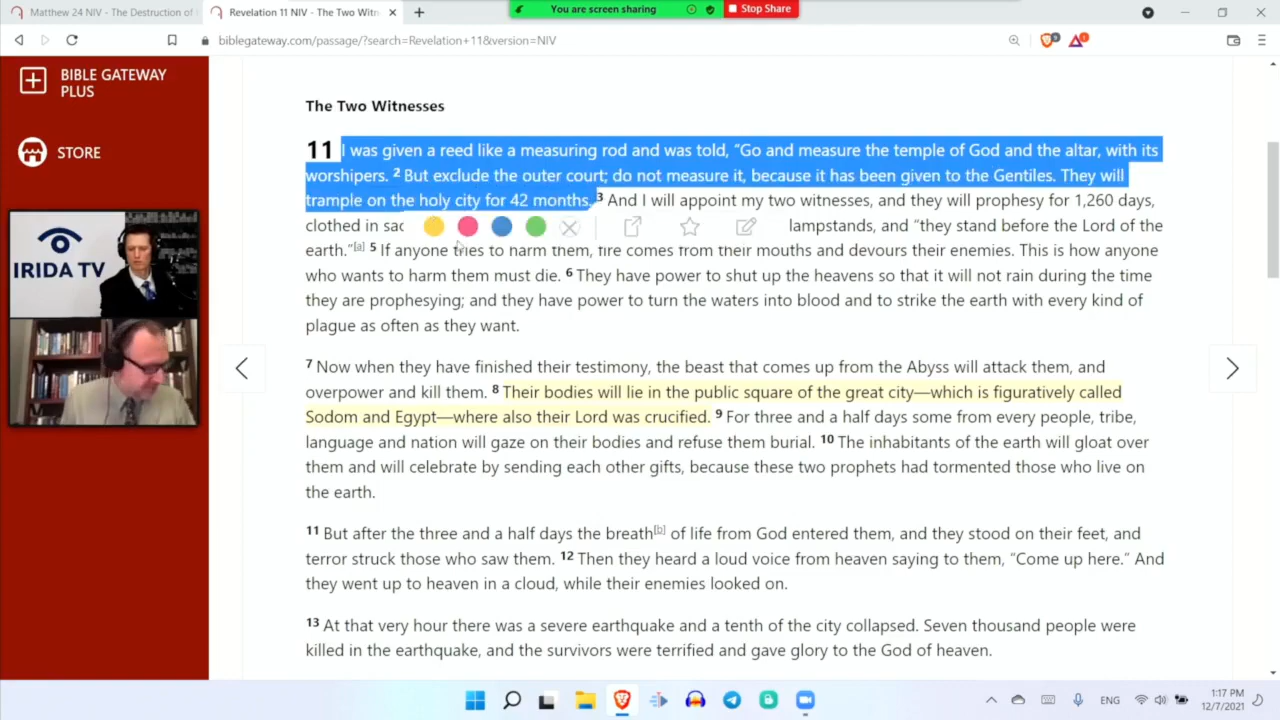 Matthew 24 NIV - The Destruction of
Revelation 11 NIV - The Two Witn
You are screen sharing
Stop Share
biblegateway.com/passage/?search=Revelation+11&version=NIV
BIBLE GATEWAY
PLUS
STORE
IRIDA TV
The Two Witnesses
11 I was given a reed like a measuring rod and was told, “Go and measure the temple of God and the altar, with its
worshipers. 2 But exclude the outer court; do not measure it, because it has been given to the Gentiles. They will
trample on the holy city for 42 months. 3 And I will appoint my two witnesses, and they will prophesy for 1,260 days,
clothed in sac lampstands, and “they stand before the Lord of the
earth.”[a] 5 If anyone tries to harm them, fire comes from their mouths and devours their enemies. This is how anyone
who wants to harm them must die. 6 They have power to shut up the heavens so that it will not rain during the time
they are prophesying; and they have power to turn the waters into blood and to strike the earth with every kind of
plague as often as they want.
7 Now when they have finished their testimony, the beast that comes up from the Abyss will attack them, and
overpower and kill them. 8 Their bodies will lie in the public square of the great city—which is figuratively called
Sodom and Egypt—where also their Lord was crucified. 9 For three and a half days some from every people, tribe,
language and nation will gaze on their bodies and refuse them burial. 10 The inhabitants of the earth will gloat over
them and will celebrate by sending each other gifts, because these two prophets had tormented those who live on
the earth.
11 But after the three and a half days the breath[b] of life from God entered them, and they stood on their feet, and
terror struck those who saw them. 12 Then they heard a loud voice from heaven saying to them, “Come up here.” And
they went up to heaven in a cloud, while their enemies looked on.
13 At that very hour there was a severe earthquake and a tenth of the city collapsed. Seven thousand people were
killed in the earthquake, and the survivors were terrified and gave glory to the God of heaven.
ENG
1:17 PM
12/7/2021